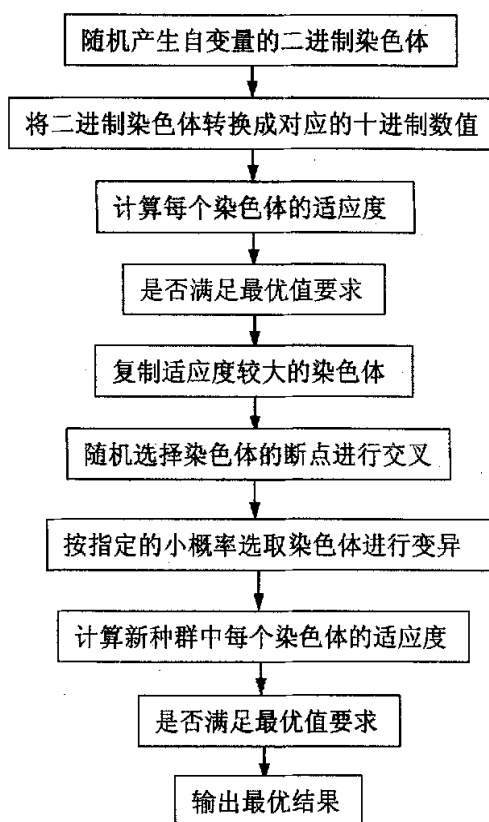 随机产生自变量的二进制染色体
将二进制染色体转换成对应的十进制数值
计算每个染色体的适应度
是否满足最优值要求
复制适应度较大的染色体
随机选择染色体的断点进行交叉
按指定的小概率选取染色体进行变异
计算新种群中每个染色体的适应度
是否满足最优值要求
输出最优结果